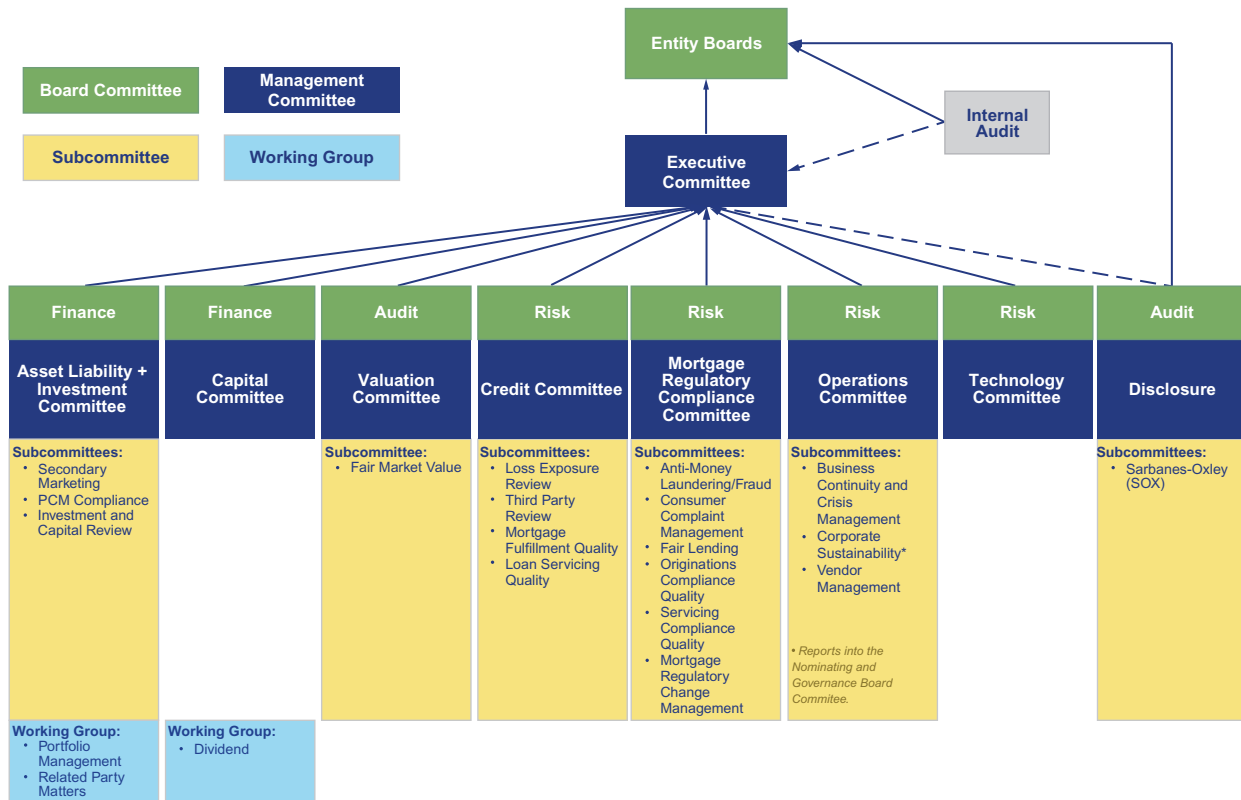 Entity Boards
Board Committee
Management
Committee
Internal
Audit
Subcommittee
Working Group
Executive
Committee
Finance
Finance
Audit
Risk
Risk
Risk
Risk
Audit
Asset Liability +
Investment
Committee
Capital
Committee
Valuation
Committee
Credit Committee
Mortgage
Regulatory
Compliance
Committee
Operations
Committee
Technology
Committee
Disclosure
Subcommittees:
• Secondary
Marketing
• PCM Compliance
• Investment and
Capital Review
Subcommittee:
• Fair Market Value
Subcommittees:
• Loss Exposure
Review
• Third Party
Review
• Mortgage
Fulfillment Quality
• Loan Servicing
Quality
Subcommittees:
• Anti-Money
Laundering/Fraud
• Consumer
Complaint
Management
• Fair Lending
• Originations
Compliance
Quality
• Servicing
Compliance
Quality
• Mortgage
Regulatory
Change
Management
Subcommittees:
• Business
Continuity and
Crisis
Management
• Corporate
Sustainability*
• Vendor
Management
• Reports into the
Nominating and
Governance Board
Commitee.
Subcommittees:
• Sarbanes-Oxley
(SOX)
Working Group:
• Portfolio
Management
• Related Party
Matters
Working Group:
• Dividend